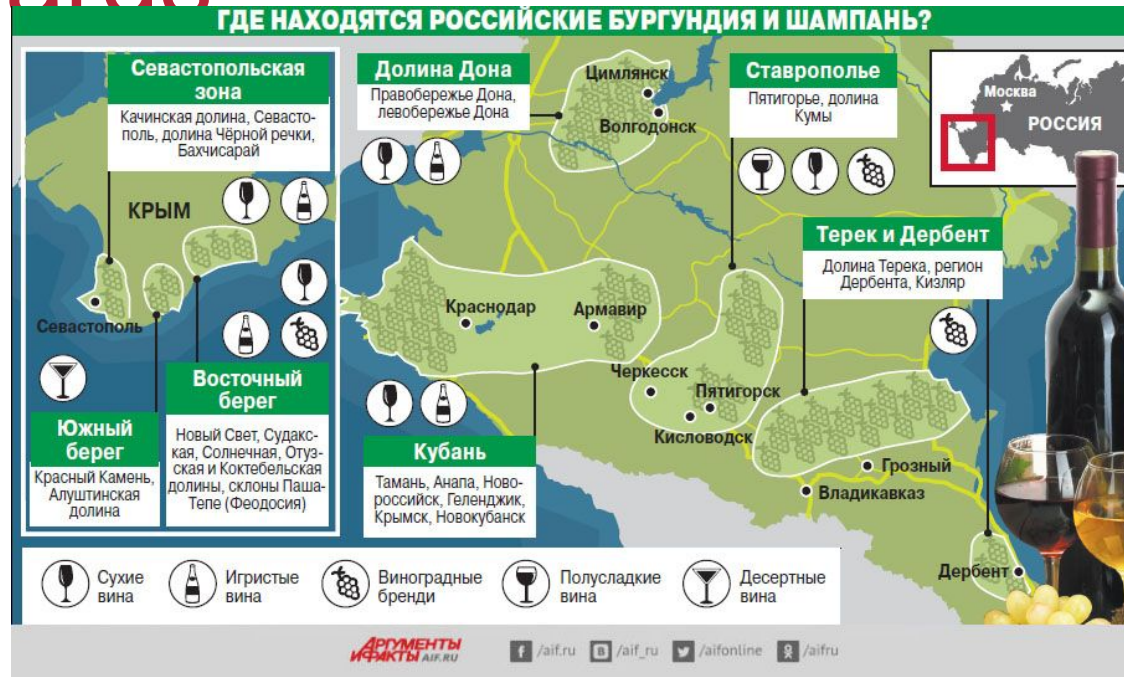 ГДЕ НАХОДЯТСЯ РОССИЙСКИЕ БУРГУНДИЯ И ШАМПАНЬ?
Севастопольская
зона
Качинская долина, Севасто-
поль, долина Чёрной речки,
Бахчисарай
КРЫМ
Севастополь
Южный
берег
Красный Камень,
Алуштинская
долина
Восточный
берег
Новый Свет, Судакс-
кая, Солнечная, Отуз-
ская и Коктебельская
долины, склоны Паша-
Тепе (Феодосия)
Долина Дона
Правобережье Дона,
левобережье Дона
Цимлянск
Волгодонск
Ставрополье
Пятигорье, долина
Кумы
Москва
РОССИЯ
Терек и Дербент
Долина Терека, регион
Дербента, Кизляр
Краснодар
Армавир
Черкесск
Пятигорск
Кисловодск
Кубань
Тамань, Анапа, Ново-
российск, Геленджик,
Крымск, Новокубанск
Грозный
Владикавказ
Дербент
Сухие
вина
Игристые
вина
Виноградные
бренди
Полусладкие
вина
Десертные
вина
АРГУМЕНТЫ
И ФАКТЫ AIF.RU
/aif.ru
/aif_ru
/aifonline
/aifru